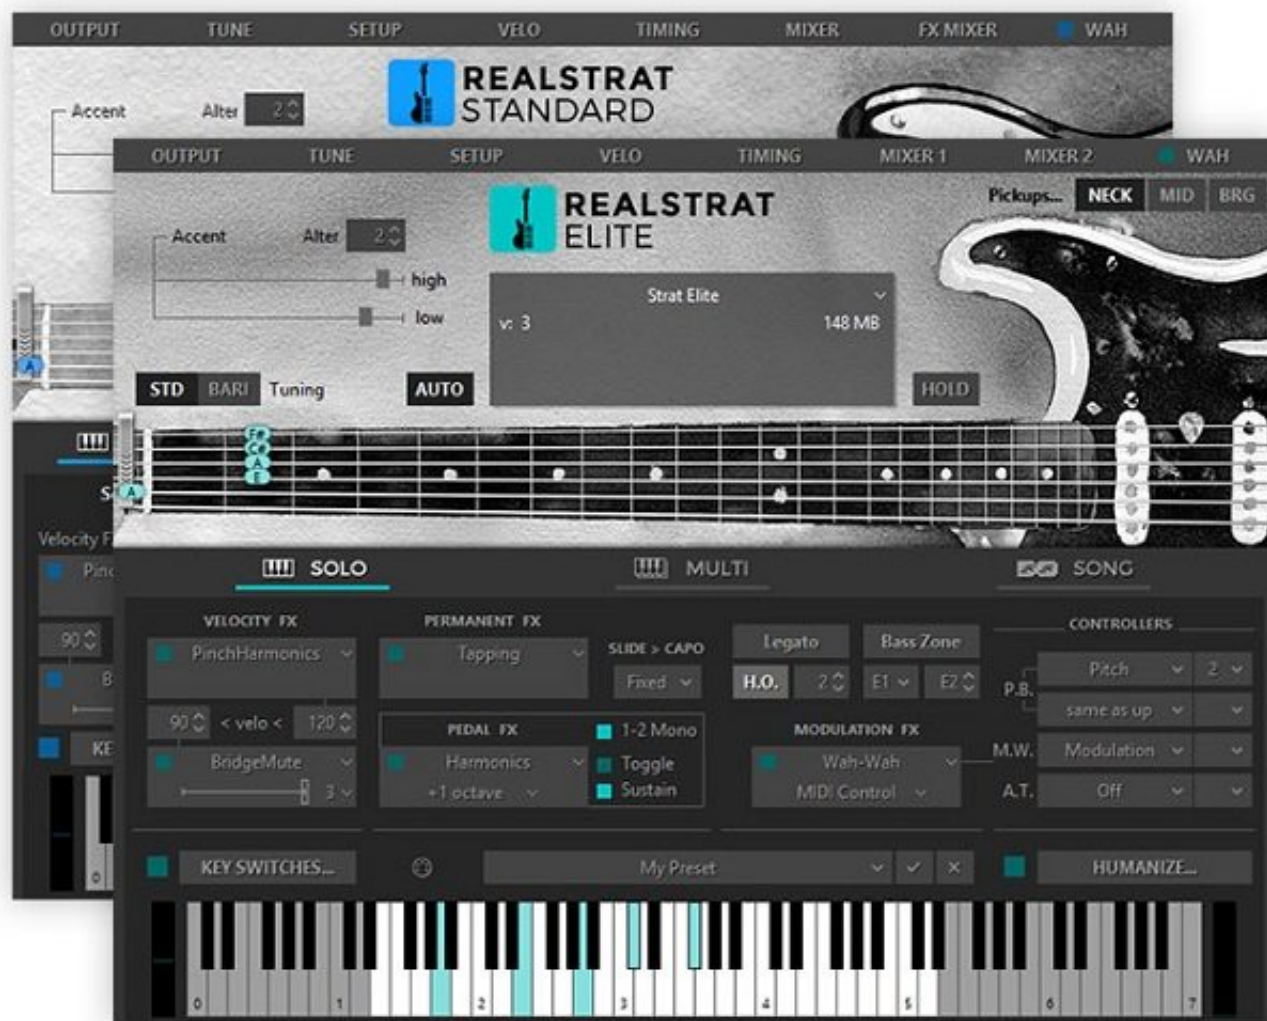 OUTPUT TUNE SETUP VELO TIMING MIXER FX MIXER WAH
REALSTRAT
STANDARD
Accent Alter 2
A
Velocity F
90
B
KE
0
OUTPUT TUNE SETUP VELO TIMING MIXER 1 MIXER 2 WAH
REALSTRAT
ELITE
Pickups... NECK MID BRG
Accent Alter 2
high
low
Strat Elite
v: 3 148 MB
STD BARI Tuning AUTO HOLD
F#
C#
A
E
A
SOLO MULTI SONG
VELOCITY FX PERMANENT FX SLIDE > CAPO Legato Bass Zone CONTROLLERS
PinchHarmonics Tapping Fixed H.O. 2 E1 E2 P.B. Pitch 2
same as up
90 < velo < 120 PEDAL FX 1-2 Mono MODULATION FX
BridgeMute Harmonics Toggle Wah-Wah M.W. Modulation
3 +1 octave Sustain MIDI Control A.T. Off
KEY SWITCHES... My Preset HUMANIZE...
0 1 2 3 4 5 6 7